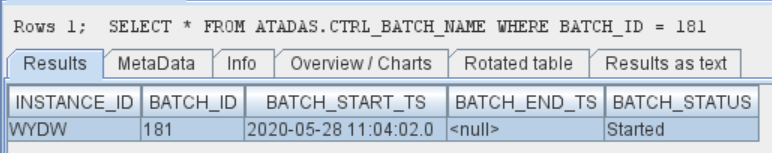 Rows 1; SELECT * FROM ATADAS.CTRL_BATCH_NAME WHERE BATCH_ID = 181
Results MetaData Info Overview / Charts Rotated table Results as text
INSTANCE_ID BATCH_ID BATCH_START_TS BATCH_END_TS BATCH_STATUS
WYDW 181 2020-05-28 11:04:02.0 <null> Started